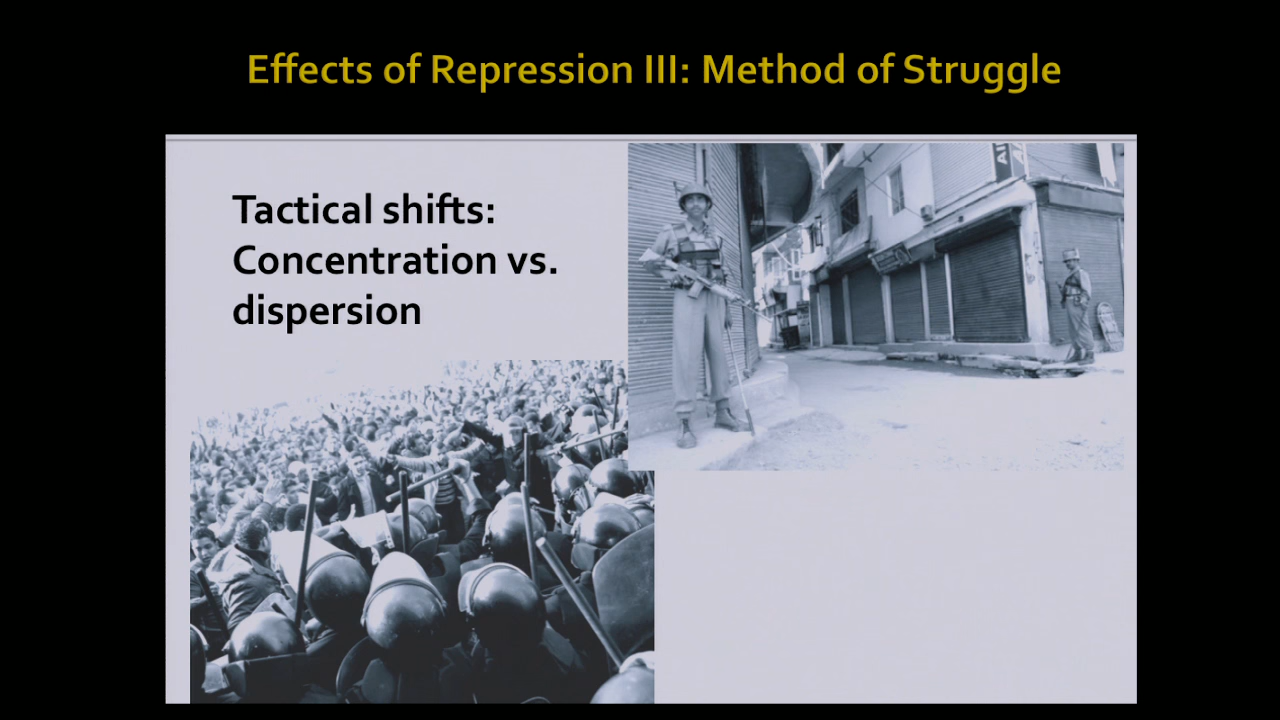 Effects of Repression III: Method of Struggle
Tactical shifts:
Concentration vs.
dispersion